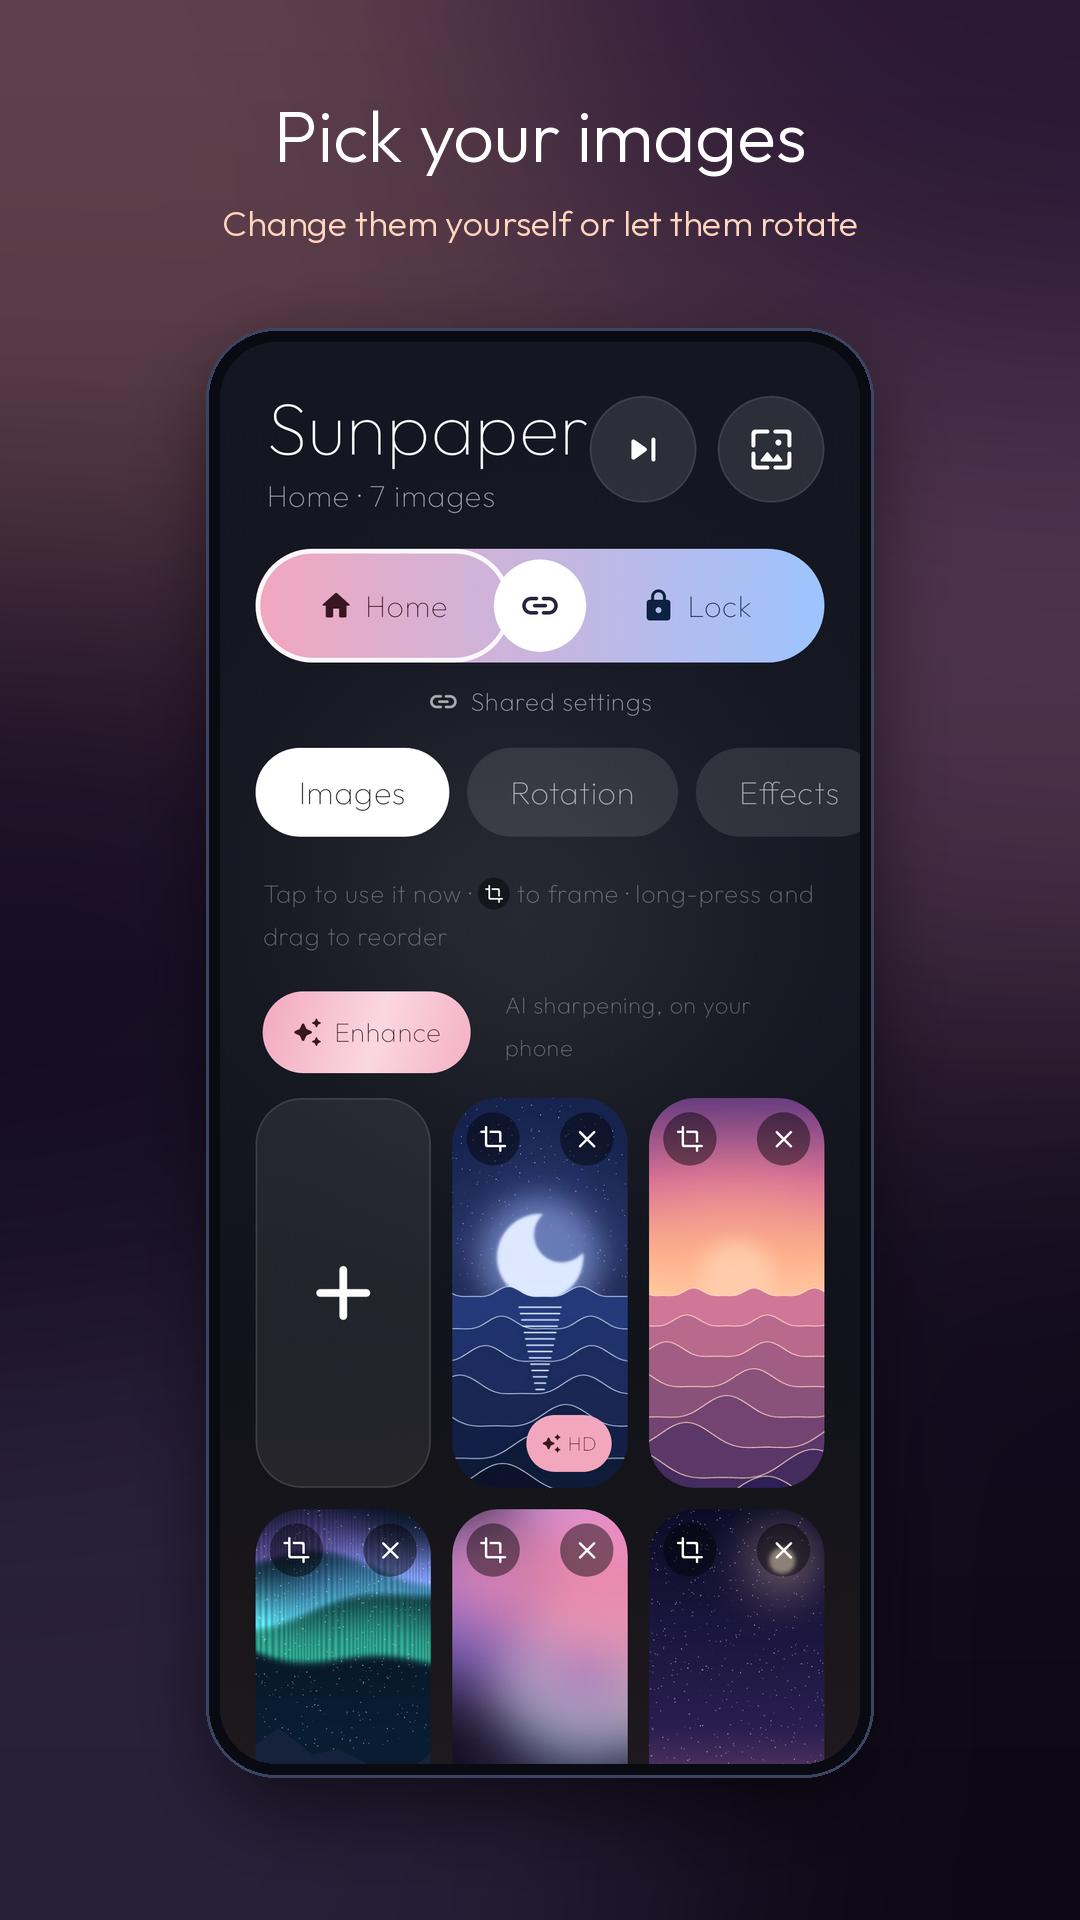 Pick your images
Change them yourself or let them rotate
Sunpaper
Home · 7 images
Home
Lock
Shared settings
Images
Rotation
Effects
Tap to use it now · to frame · long-press and
drag to reorder
Enhance
AI sharpening, on your
phone
HD